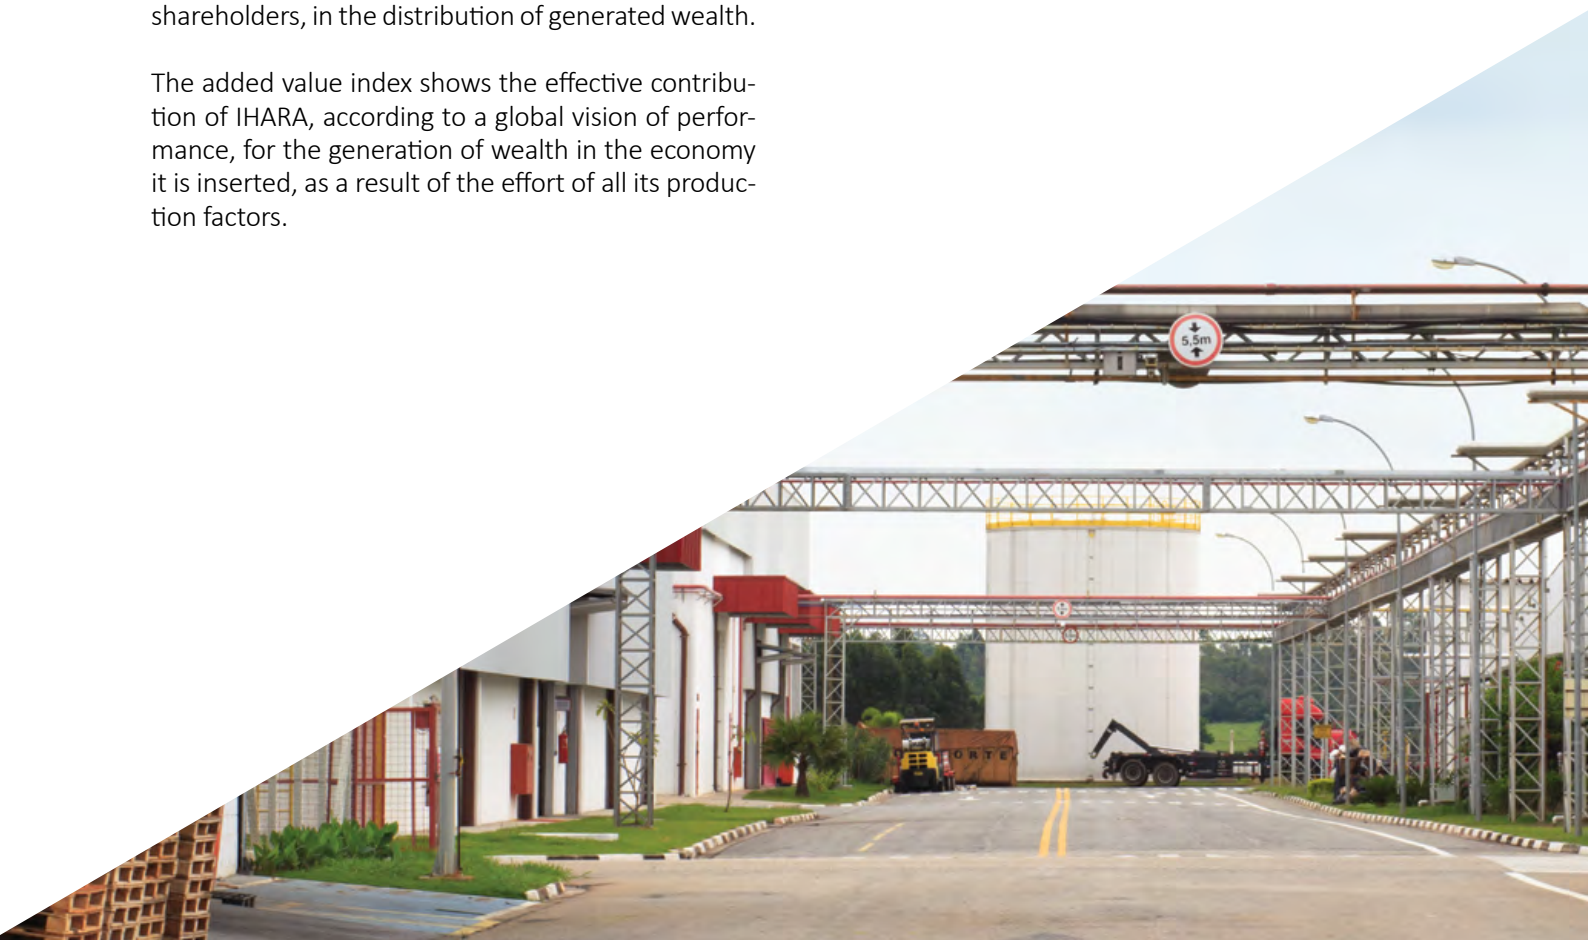 shareholders, in the distribution of generated wealth.
The added value index shows the effective contribu-
tion of IHARA, according to a global vision of perfor-
mance, for the generation of wealth in the economy
it is inserted, as a result of the effort of all its produc-
tion factors.
5,5m
ORTE